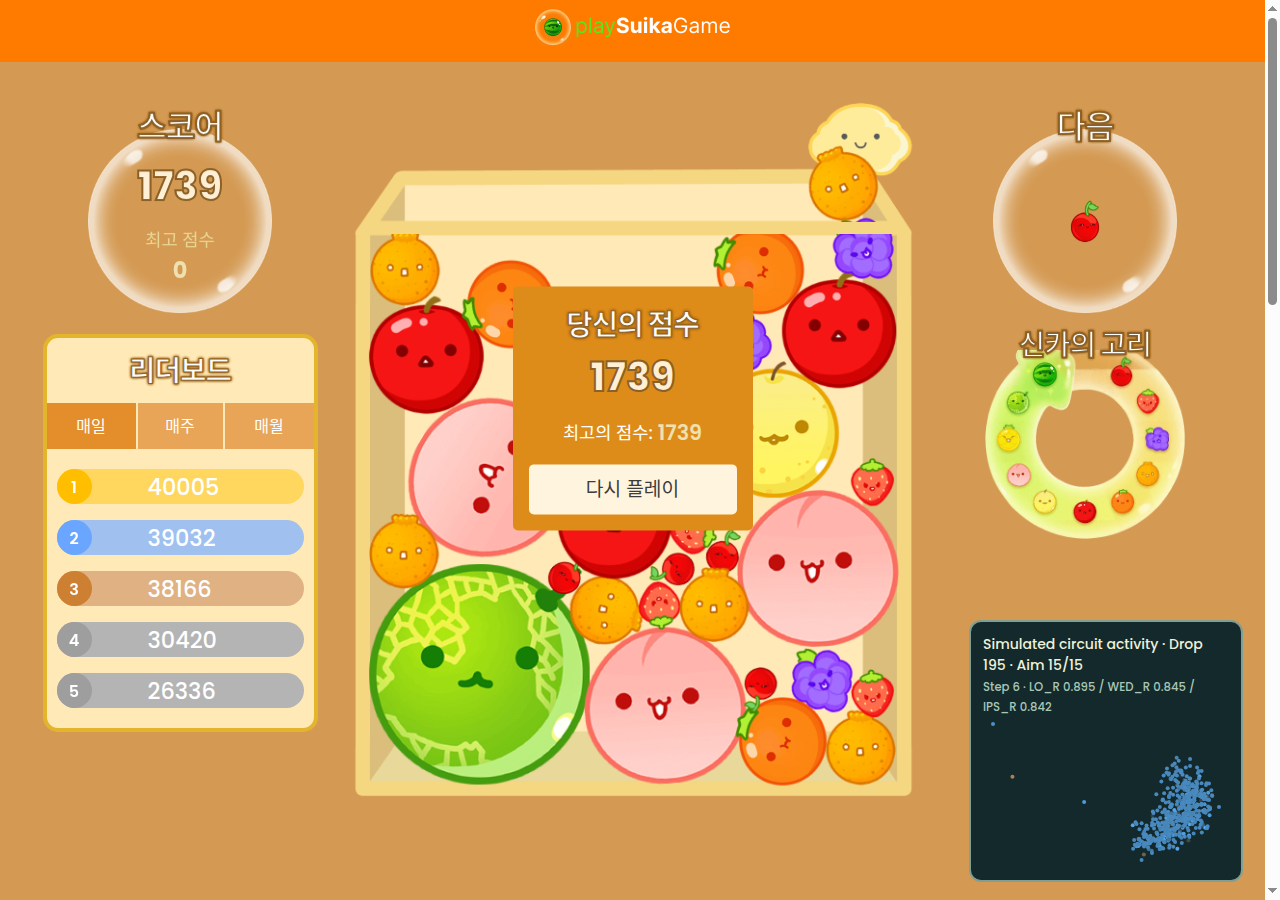 playSuikaGame
스코어
1739
최고 점수
0
리더보드
매일
매주
매월
1 40005
2 39032
3 38166
4 30420
5 26336
당신의 점수
1739
최고의 점수: 1739
다시 플레이
다음
신카의 고리
Simulated circuit activity · Drop
195 · Aim 15/15
Step 6 · LO_R 0.895 / WED_R 0.845 /
IPS_R 0.842